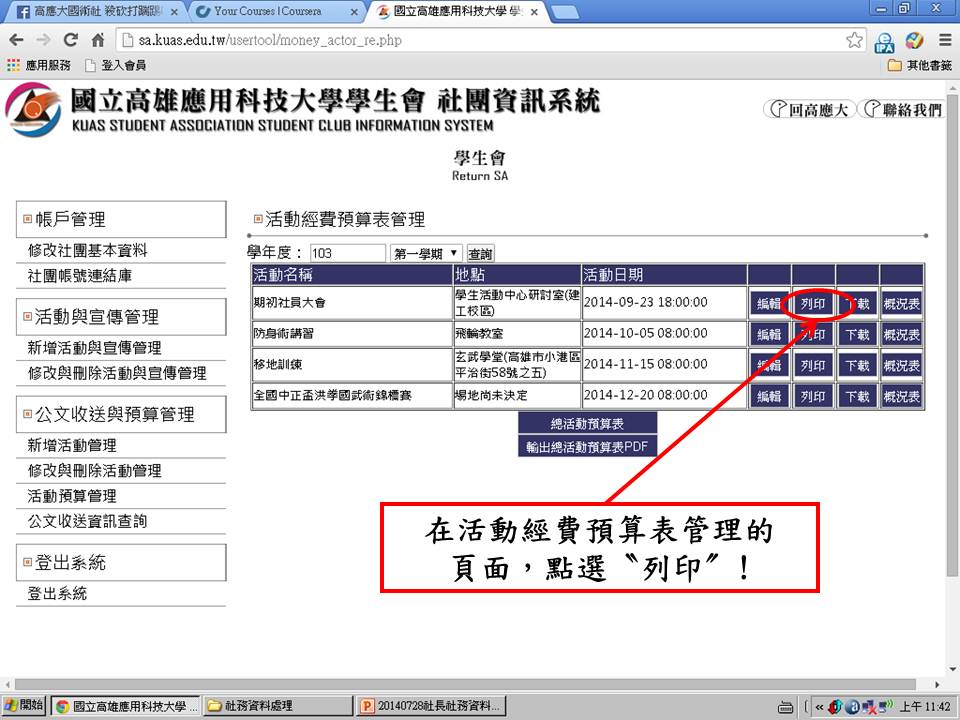 高應大國術社 殺砍打踹踢
Your Courses | Coursera
國立高雄應用科技大學 學
sa.kuas.edu.tw/usertool/money_actor_re.php
應用服務
登入會員
其他書籤
國立高雄應用科技大學學生會 社團資訊系統
KUAS STUDENT ASSOCIATION STUDENT CLUB INFORMATION SYSTEM
回高應大
聯絡我們
學生會
Return SA
帳戶管理
修改社團基本資料
社團帳號連結庫
活動與宣傳管理
新增活動與宣傳管理
修改與刪除活動與宣傳管理
公文收送與預算管理
新增活動管理
修改與刪除活動管理
活動預算管理
公文收送資訊查詢
登出系統
登出系統
活動經費預算表管理
學年度： 103 第一學期 查詢
活動名稱 地點 活動日期
期初社員大會 學生活動中心研討室(建工校區) 2014-09-23 18:00:00 編輯 列印 下載 概況表
防身術講習 飛輪教室 2014-10-05 08:00:00 編輯 列印 下載 概況表
移地訓練 玄武學堂(高雄市小港區平治街58號之五) 2014-11-15 08:00:00 編輯 列印 下載 概況表
全國中正盃洪拳國武術錦標賽 場地尚未決定 2014-12-20 08:00:00 編輯 列印 下載 概況表
總活動預算表
輸出總活動預算表PDF
在活動經費預算表管理的
頁面，點選〝列印〞！
開始
國立高雄應用科技大學 ...
社務資料處理
20140728社長社務資料...
上午 11:42